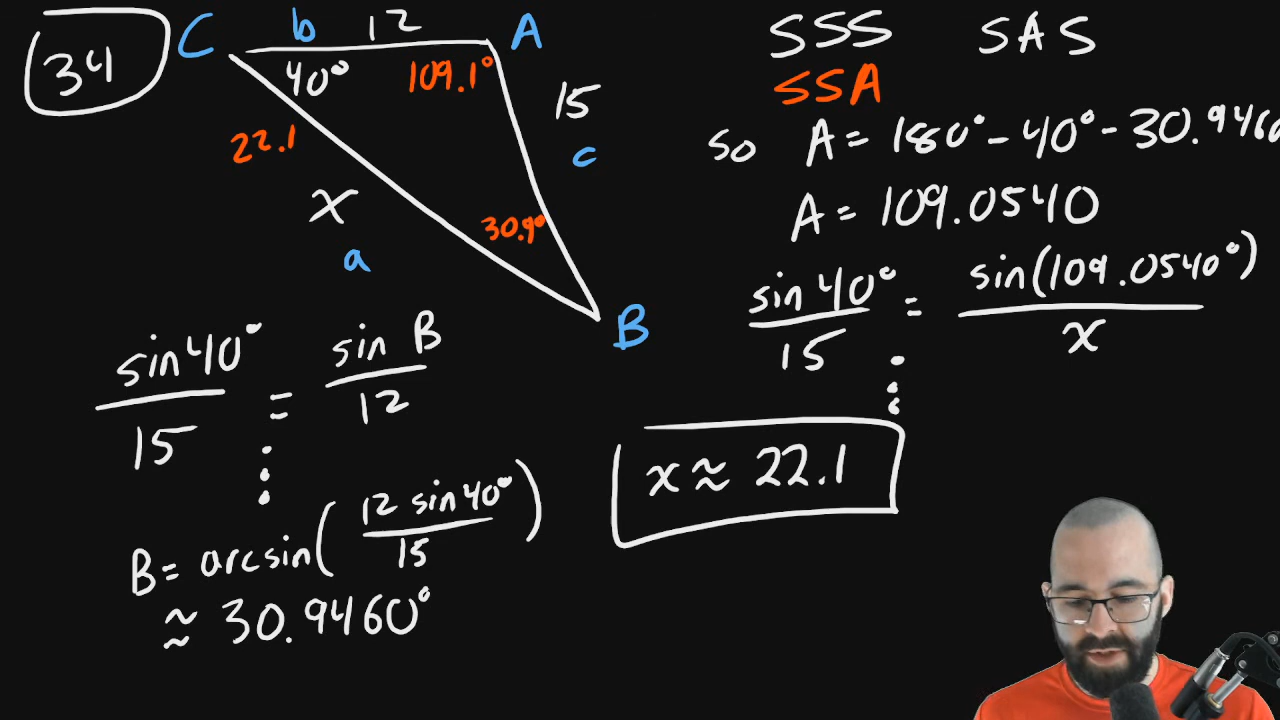 34
C b 12 A
40° 109.1°
22.1
15
c
x
30.9°
a
B
sin 40° / 15 = sin B / 12
B = arcsin( 12 sin 40° / 15 )
≈ 30.9460°
SSS SAS
SSA
so A = 180° - 40° - 30.9460
A = 109.0540
sin 40° / 15 = sin(109.0540°) / x
x ≈ 22.1